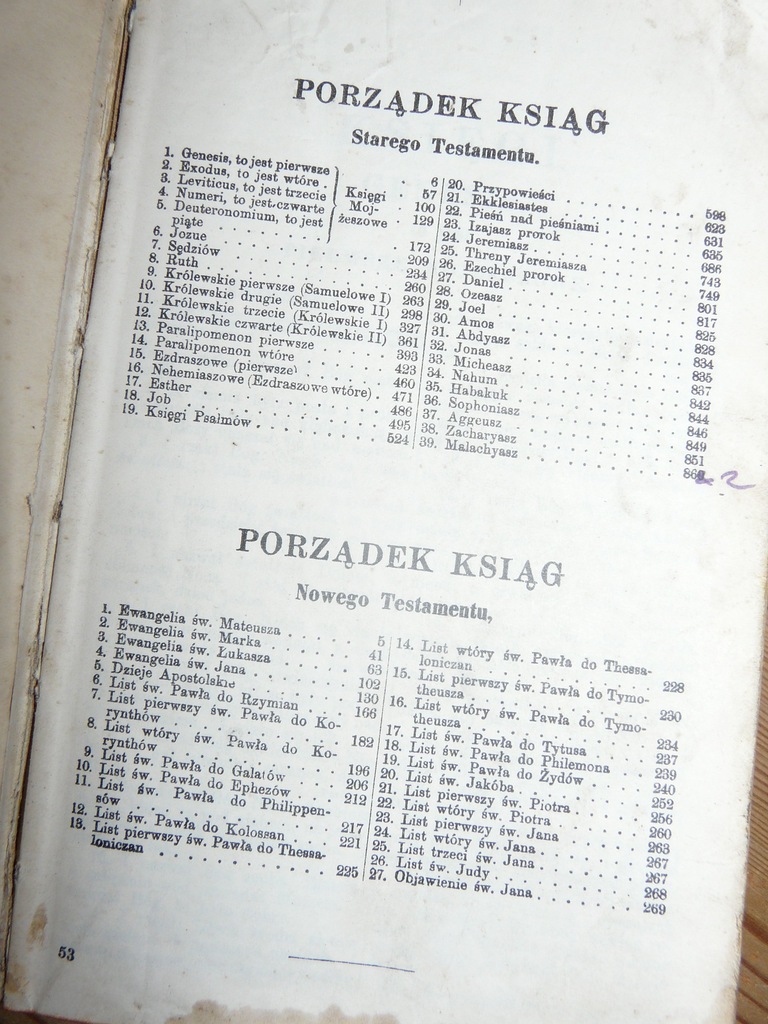 PORZĄDEK KSIĄG
Starego Testamentu.
1. Genesis, to jest pierwsze
2. Exodus, to jest wtóre . 6
3. Leviticus, to jest trzecie Księgi 57
4. Numeri, to jest czwarte Moj- 100
5. Deuteronomium, to jest żeszowe 129
piąte
6. Jozue 172
7. Sędziów 209
8. Ruth 234
9. Królewskie pierwsze (Samuelowe I) 260
10. Królewskie drugie (Samuelowe II) 263
11. Królewskie trzecie (Królewskie I) 298
12. Królewskie czwarte (Królewskie II) 327
13. Paralipomenon pierwsze 361
14. Paralipomenon wtóre 393
15. Ezdraszowe (pierwsze) 423
16. Nehemiaszowe (Ezdraszowe wtóre) . 460
17. Esther 471
18. Job 486
19. Księgi Psalmów 495
524
20. Przypowieści
21. Ekklesiastes 598
22. Pieśń nad pieśniami 623
23. Izajasz prorok 631
24. Jeremiasz 635
25. Threny Jeremiasza 686
26. Ezechiel prorok 743
27. Daniel 749
28. Ozeasz 801
29. Joel 817
30. Amos 825
31. Abdyasz 828
32. Jonas 834
33. Micheasz 835
34. Nahum 837
35. Habakuk 842
36. Sophoniasz 844
37. Aggeusz 846
38. Zacharyasz 849
39. Malachyasz 851
PORZĄDEK KSIĄG
Nowego Testamentu,
1. Ewangelia św. Mateusza 5
2. Ewangelia św. Marka 41
3. Ewangelia św. Łukasza 63
4. Ewangelia św. Jana 102
5. Dzieje Apostolskie 130
6. List św. Pawła do Rzymian 166
7. List pierwszy św. Pawła do Ko-
rynthów 182
8. List wtóry św. Pawła do Ko-
rynthów 196
9. List św. Pawła do Galatów 206
10. List św. Pawła do Ephezów 212
11. List św. Pawła do Philippen-
sów 217
12. List św. Pawła do Kolossan 221
13. List pierwszy św. Pawła do Thessa-
loniczan 225
14. List wtóry św. Pawła do Thessa-
loniczan 228
15. List pierwszy św. Pawła do Tymo-
theusza 230
16. List wtóry św. Pawła do Tymo-
theusza 234
17. List św. Pawła do Tytusa 237
18. List św. Pawła do Philemona 239
19. List św. Pawła do Żydów 240
20. List św. Jakóba 252
21. List pierwszy św. Piotra 256
22. List wtóry św. Piotra 260
23. List pierwszy św. Jana 263
24. List wtóry św. Jana 267
25. List trzeci św. Jana 267
26. List św. Judy 268
27. Objawienie św. Jana 269
53